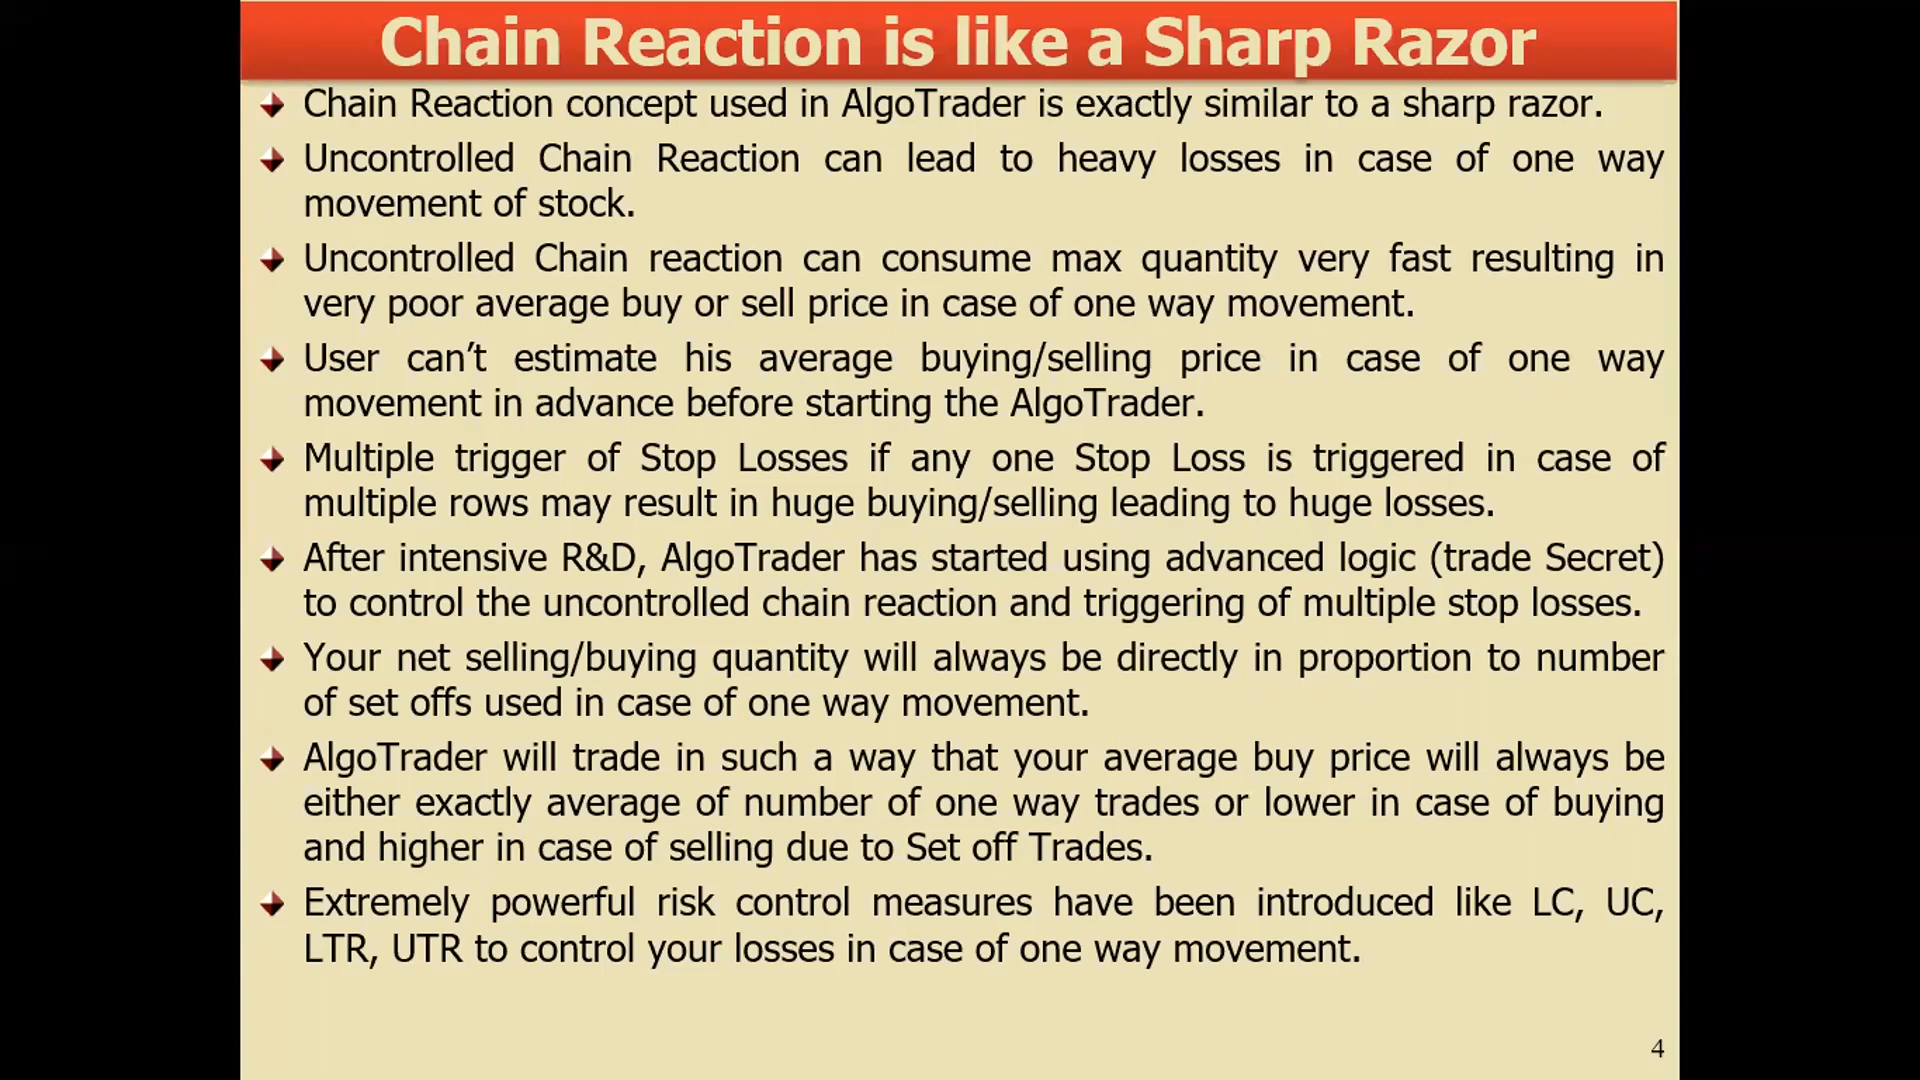 Chain Reaction is like a Sharp Razor
Chain Reaction concept used in AlgoTrader is exactly similar to a sharp razor.
Uncontrolled Chain Reaction can lead to heavy losses in case of one way
movement of stock.
Uncontrolled Chain reaction can consume max quantity very fast resulting in
very poor average buy or sell price in case of one way movement.
User can’t estimate his average buying/selling price in case of one way
movement in advance before starting the AlgoTrader.
Multiple trigger of Stop Losses if any one Stop Loss is triggered in case of
multiple rows may result in huge buying/selling leading to huge losses.
After intensive R&D, AlgoTrader has started using advanced logic (trade Secret)
to control the uncontrolled chain reaction and triggering of multiple stop losses.
Your net selling/buying quantity will always be directly in proportion to number
of set offs used in case of one way movement.
AlgoTrader will trade in such a way that your average buy price will always be
either exactly average of number of one way trades or lower in case of buying
and higher in case of selling due to Set off Trades.
Extremely powerful risk control measures have been introduced like LC, UC,
LTR, UTR to control your losses in case of one way movement.
4